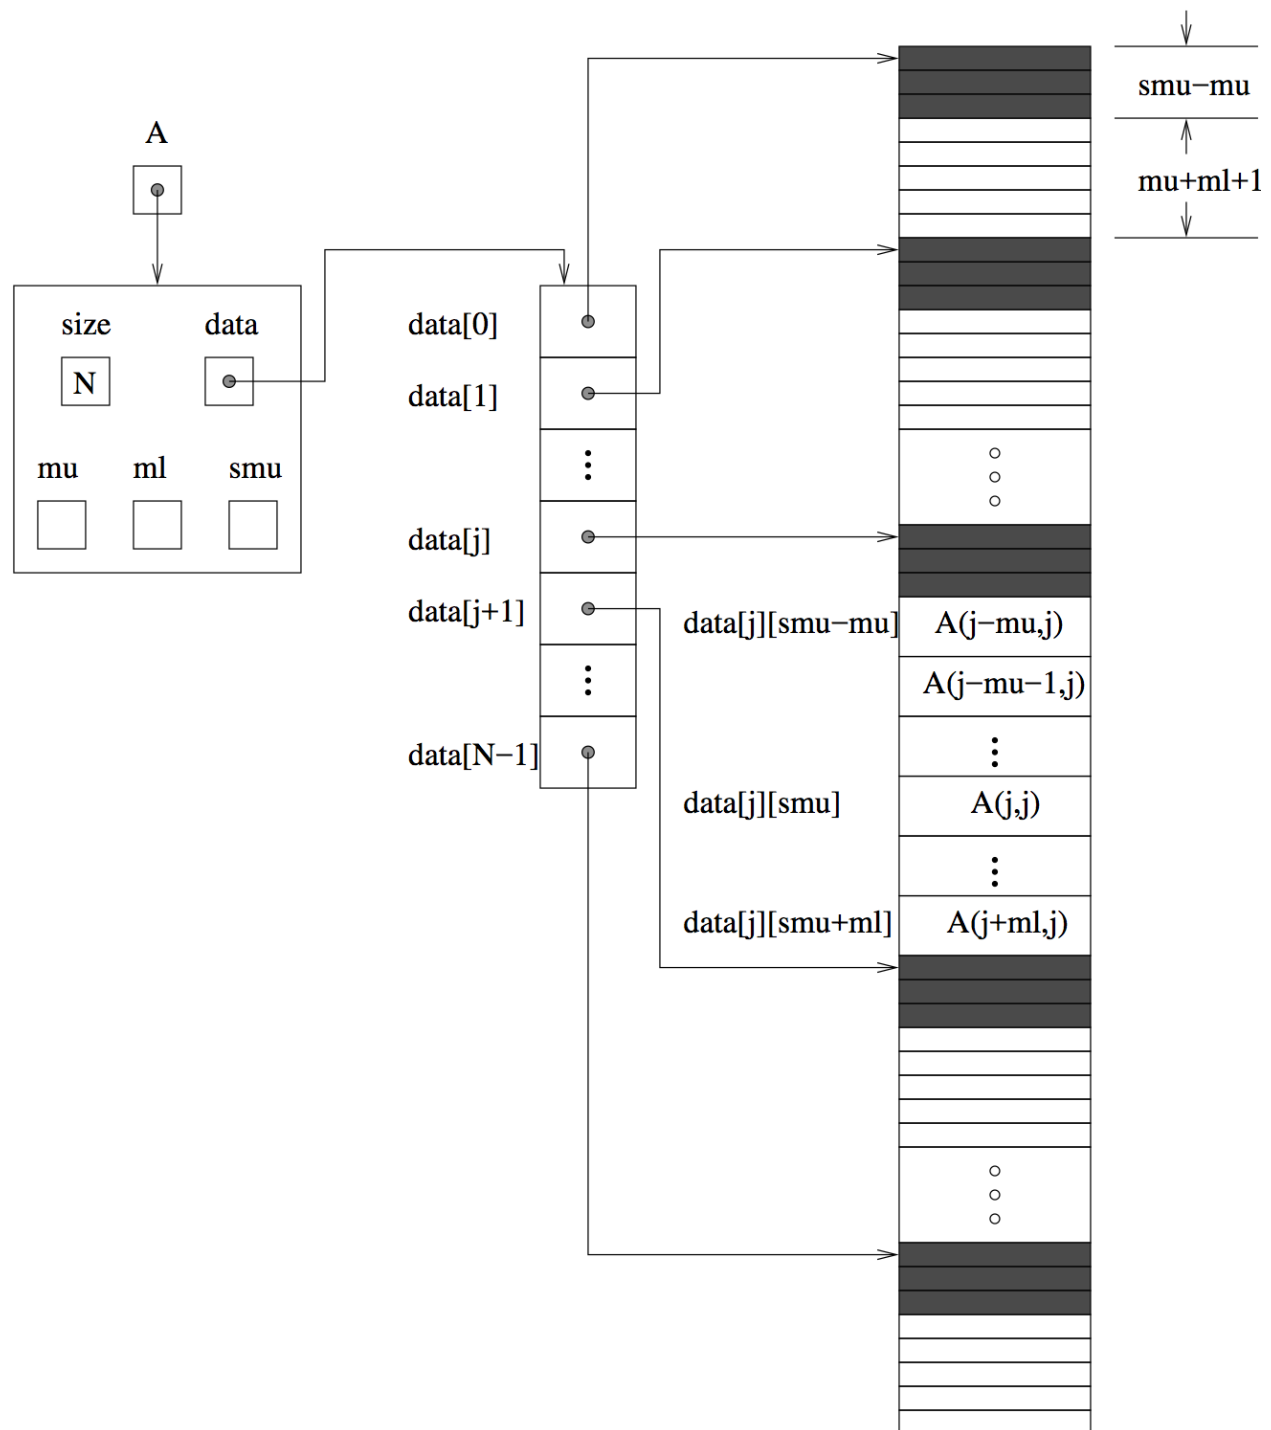 A
size data
N
mu ml smu
data[0]
data[1]
data[j]
data[j+1]
data[N−1]
data[j][smu−mu]
data[j][smu]
data[j][smu+ml]
A(j−mu,j)
A(j−mu−1,j)
A(j,j)
A(j+ml,j)
smu−mu
mu+ml+1